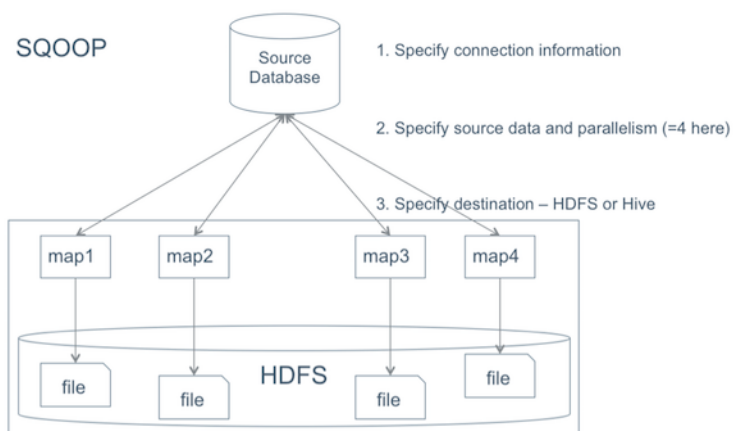 SQOOP
Source
Database
1. Specify connection information
2. Specify source data and parallelism (=4 here)
3. Specify destination – HDFS or Hive
map1
map2
map3
map4
HDFS
file
file
file
file